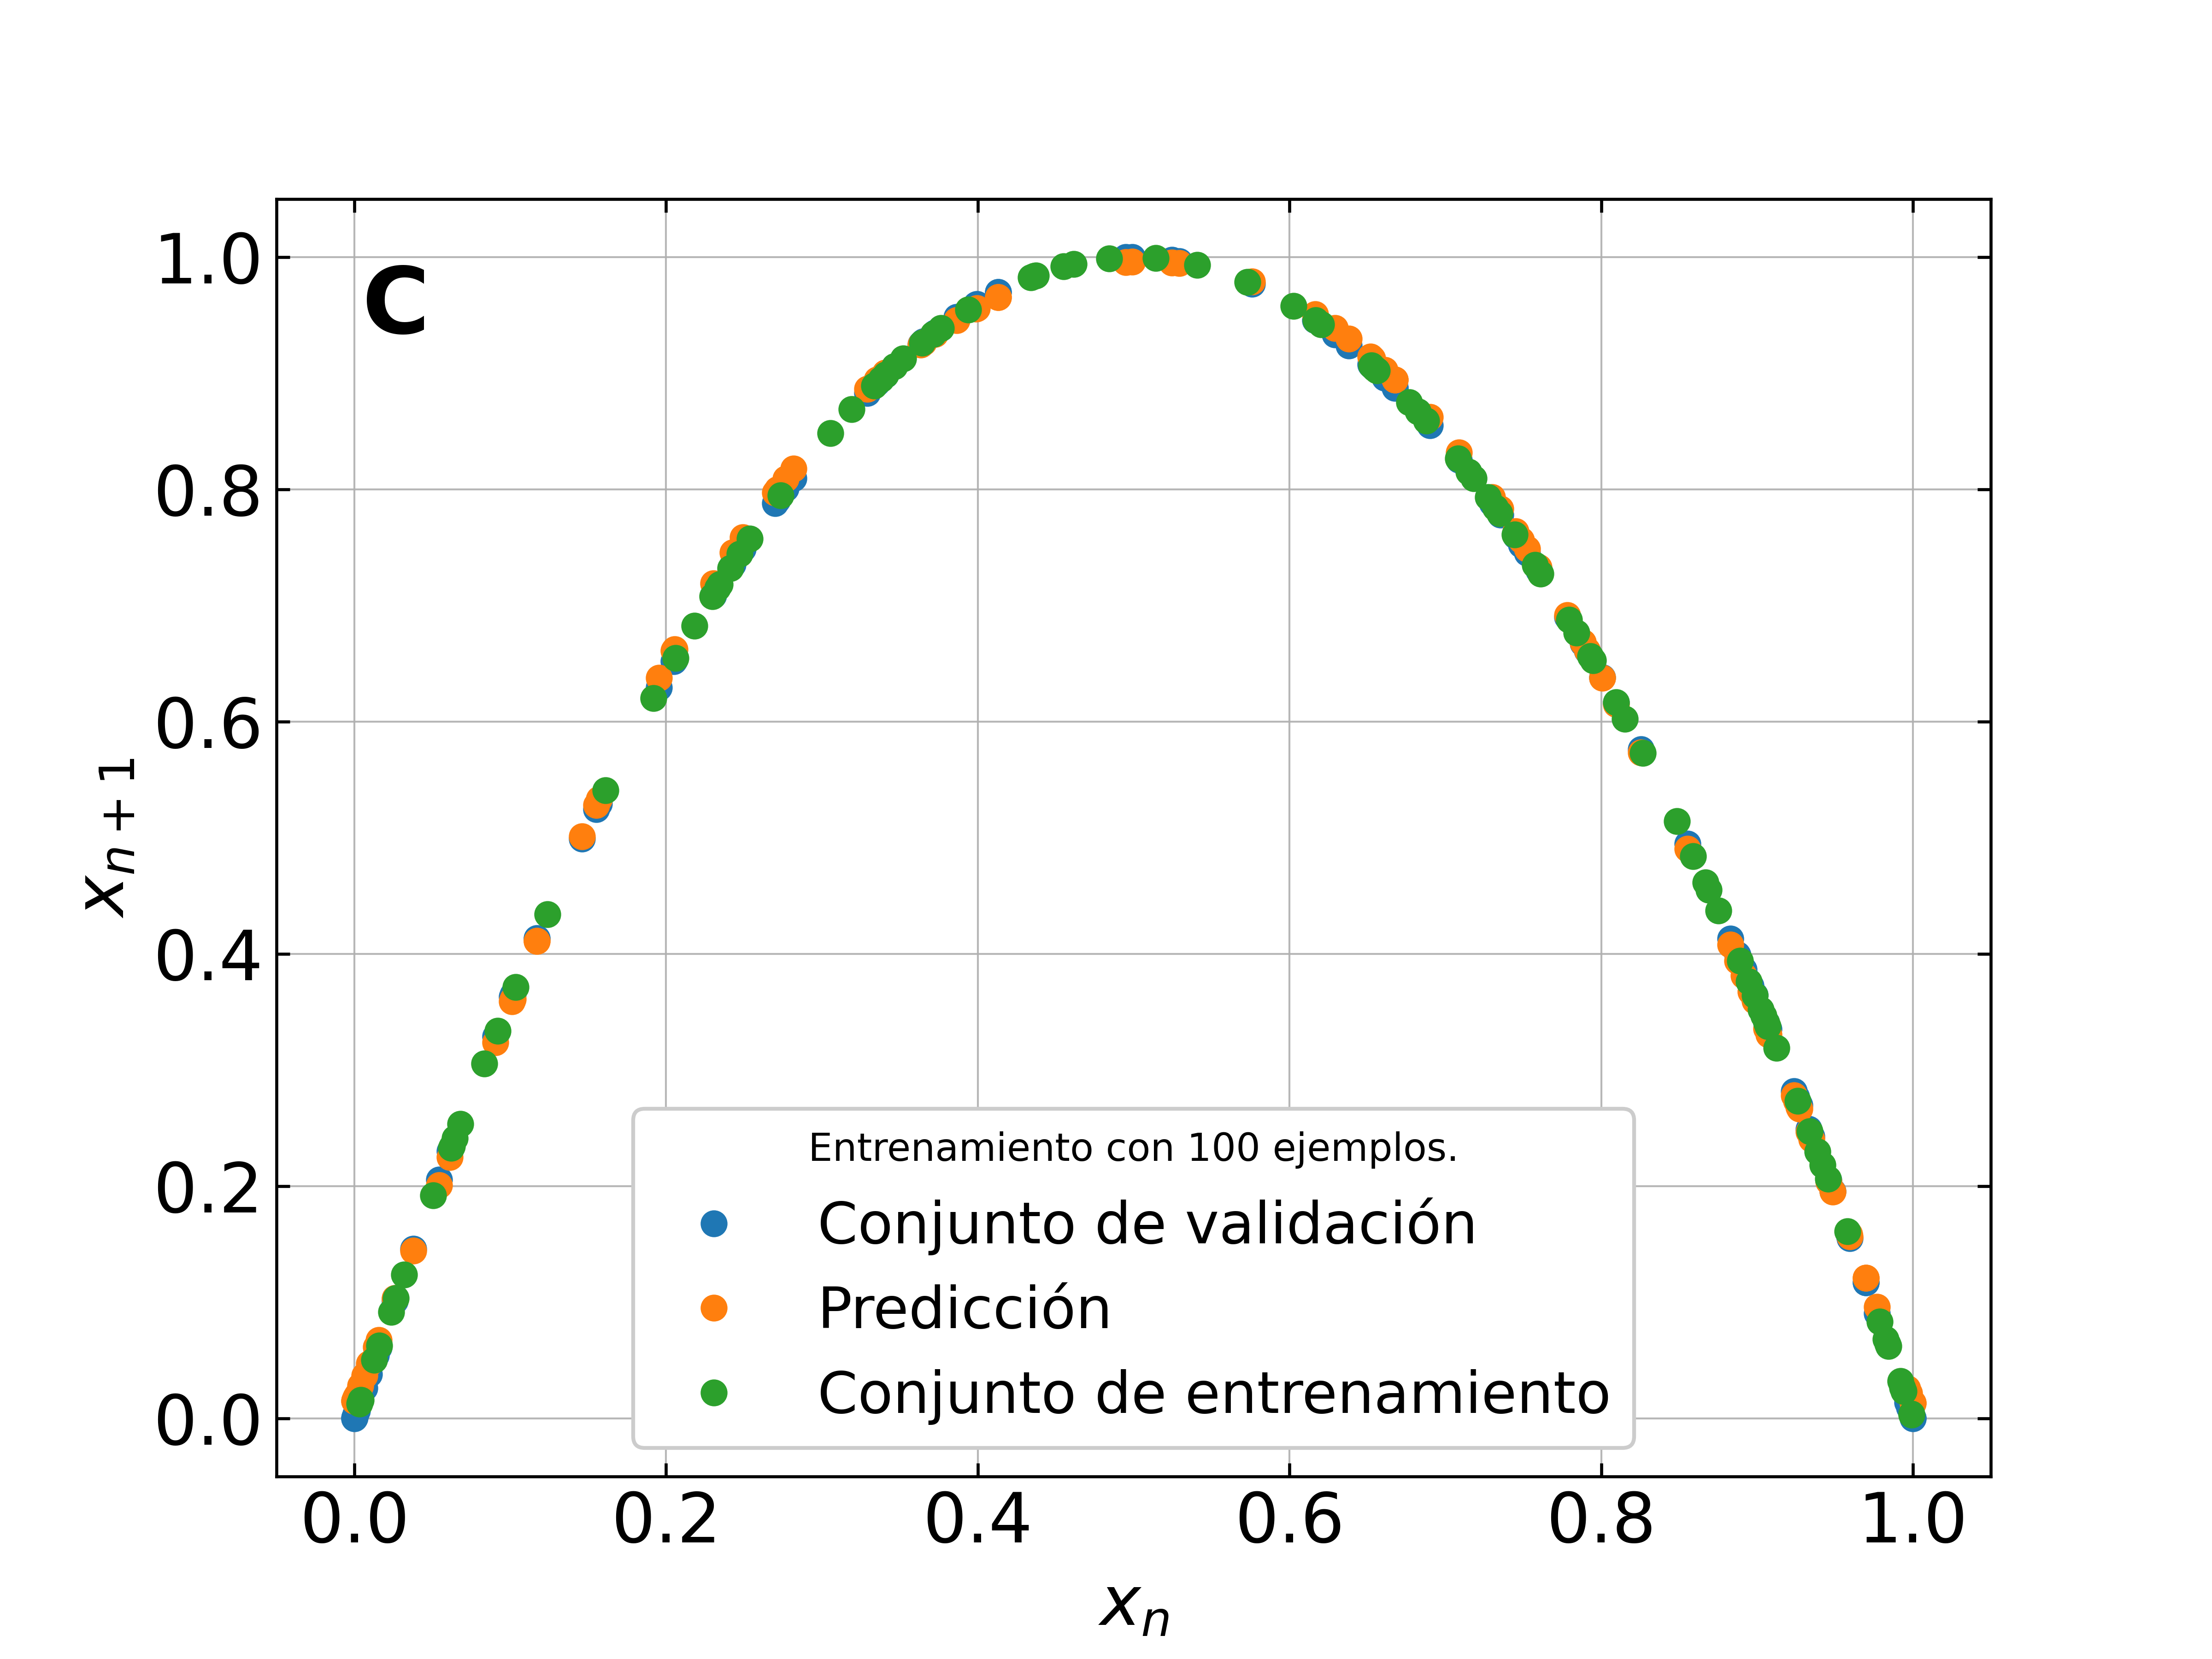 C
1.0
0.8
0.6
0.4
0.2
0.0
x_{n+1}
Entrenamiento con 100 ejemplos.
Conjunto de validación
Predicción
Conjunto de entrenamiento
0.0 0.2 0.4 0.6 0.8 1.0
x_n